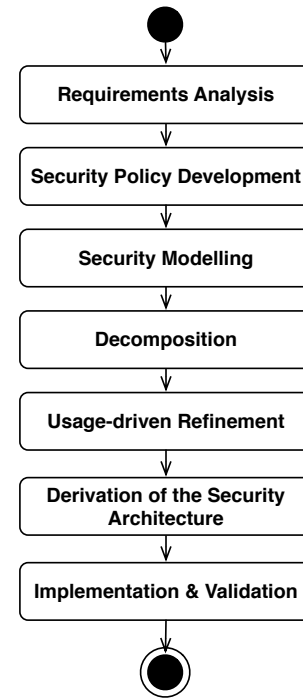 Requirements Analysis
Security Policy Development
Security Modelling
Decomposition
Usage-driven Refinement
Derivation of the Security
Architecture
Implementation & Validation